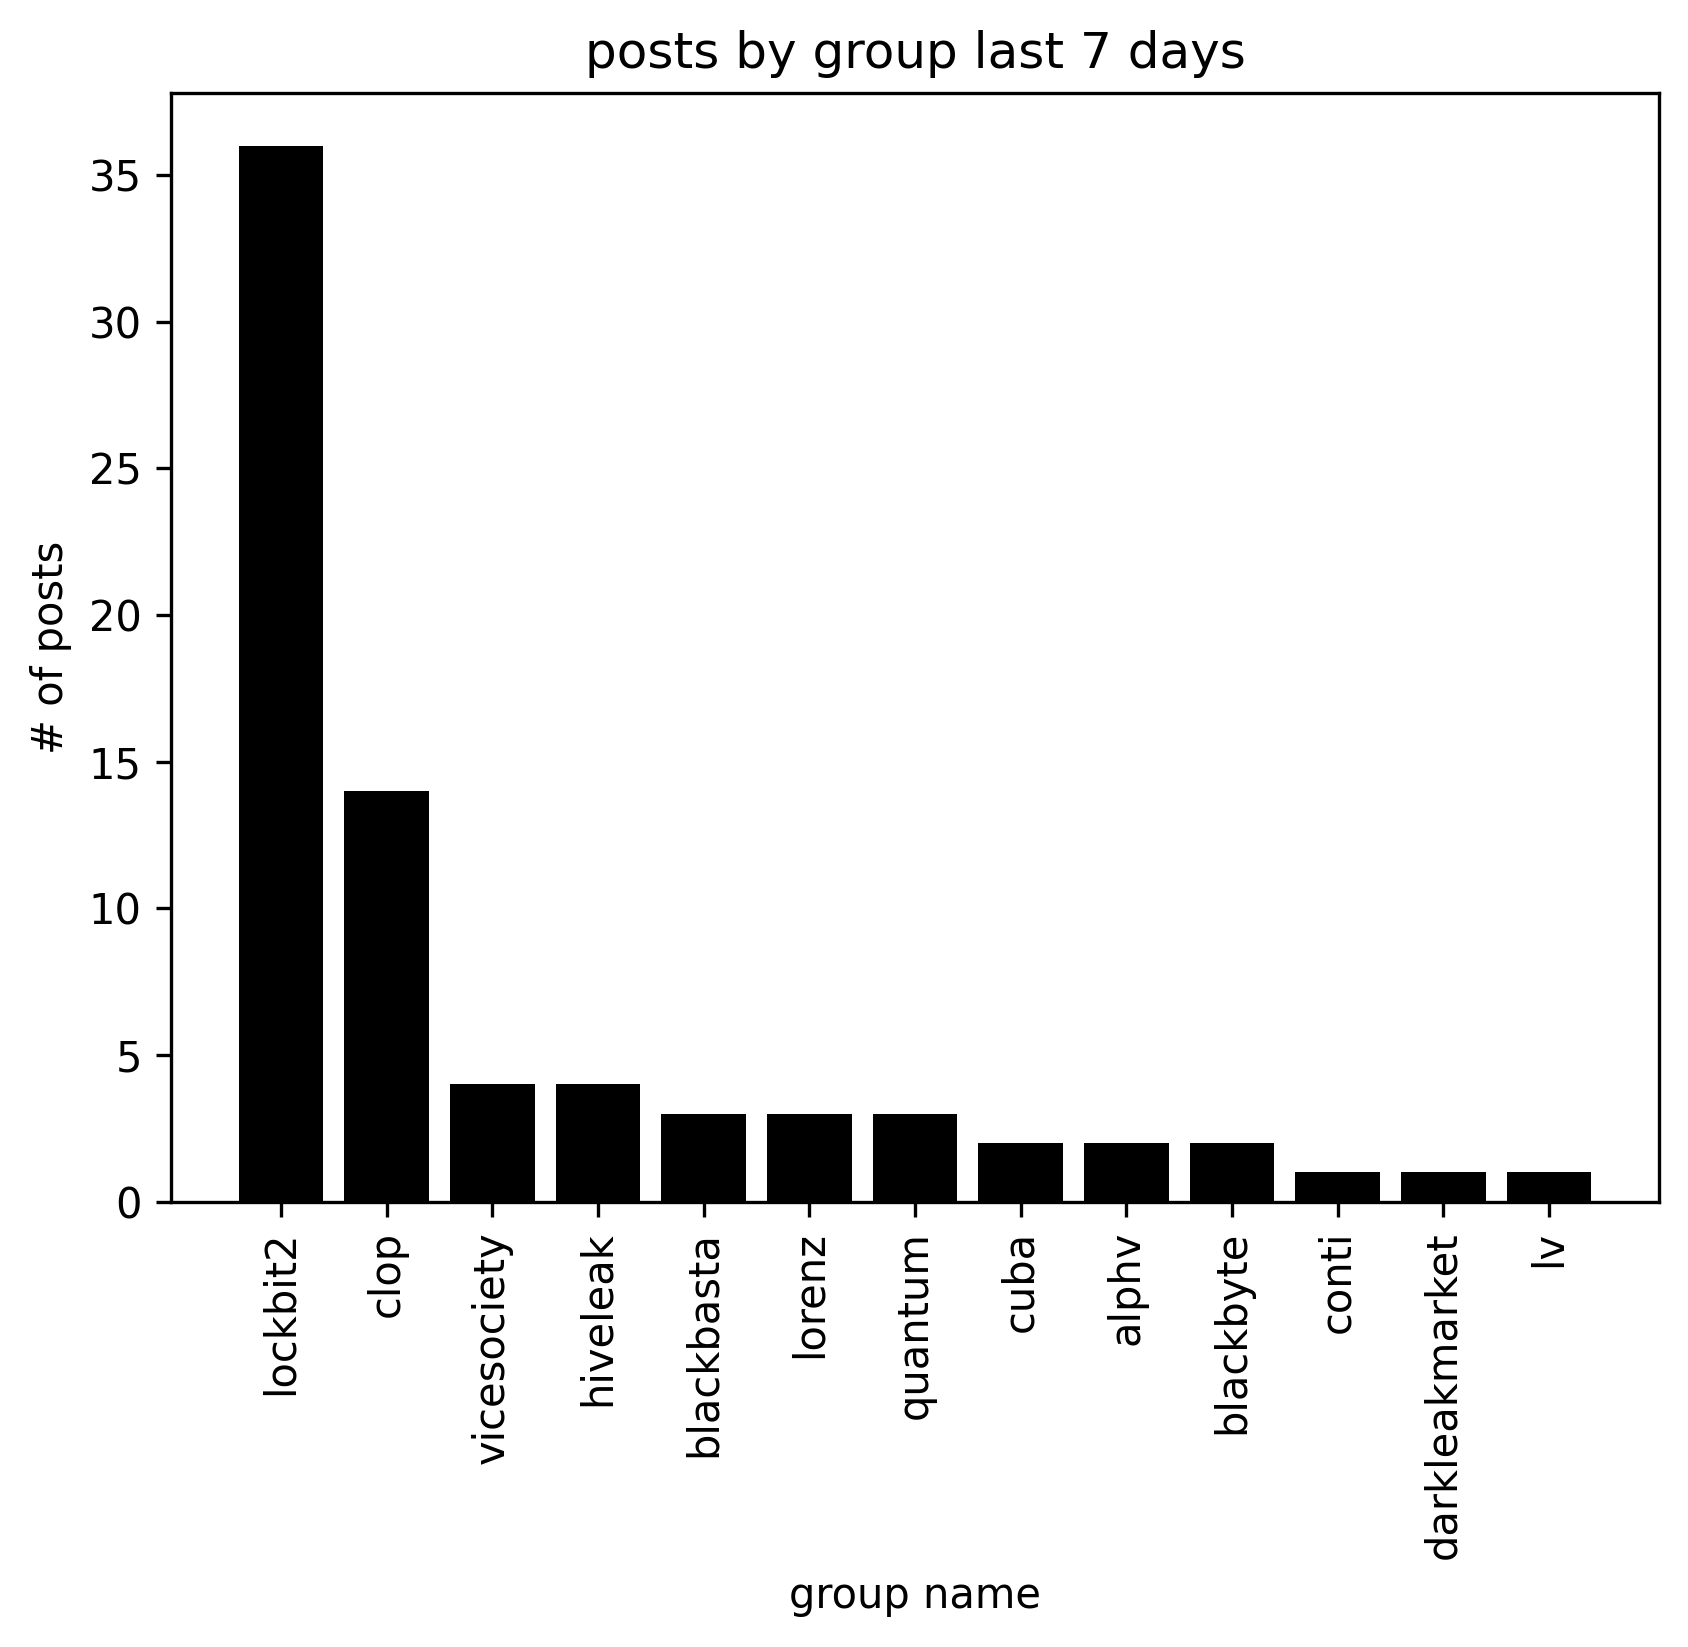 posts by group last 7 days
# of posts
35
30
25
20
15
10
5
0
lockbit2
clop
vicesociety
hiveleak
blackbasta
lorenz
quantum
cuba
alphv
blackbyte
conti
darkleakmarket
lv
group name